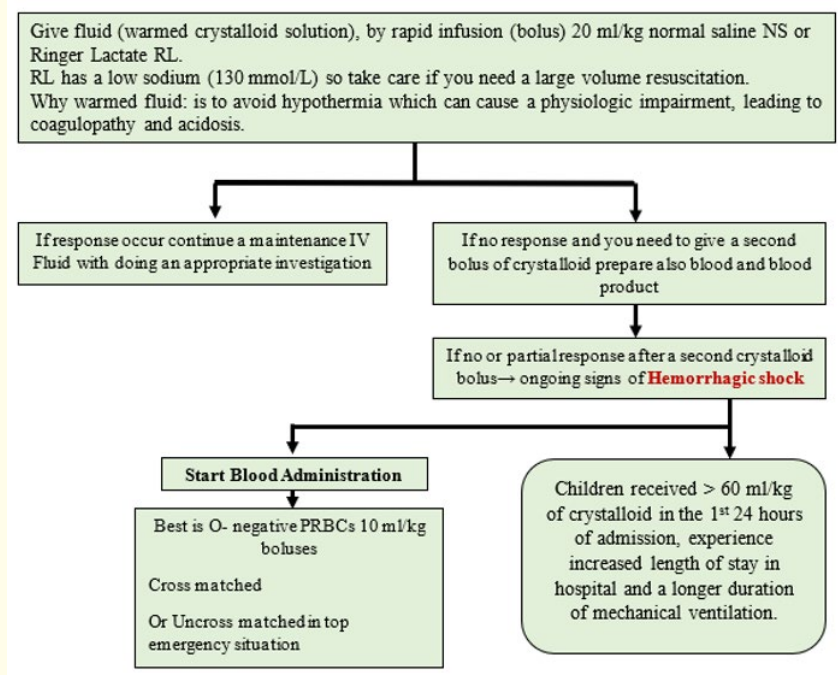 Give fluid (warmed crystalloid solution), by rapid infusion (bolus) 20 ml/kg normal saline NS or
Ringer Lactate RL.
RL has a low sodium (130 mmol/L) so take care if you need a large volume resuscitation.
Why warmed fluid: is to avoid hypothermia which can cause a physiologic impairment, leading to
coagulopathy and acidosis.
If response occur continue a maintenance IV
Fluid with doing an appropriate investigation
If no response and you need to give a second
bolus of crystalloid prepare also blood and blood
product
If no or partial response after a second crystalloid
bolus→ ongoing signs of Hemorrhagic shock
Start Blood Administration
Best is O- negative PRBCs 10 ml/kg
boluses
Cross matched
Or Uncross matched in top
emergency situation
Children received > 60 ml/kg
of crystalloid in the 1st 24 hours
of admission, experience
increased length of stay in
hospital and a longer duration
of mechanical ventilation.